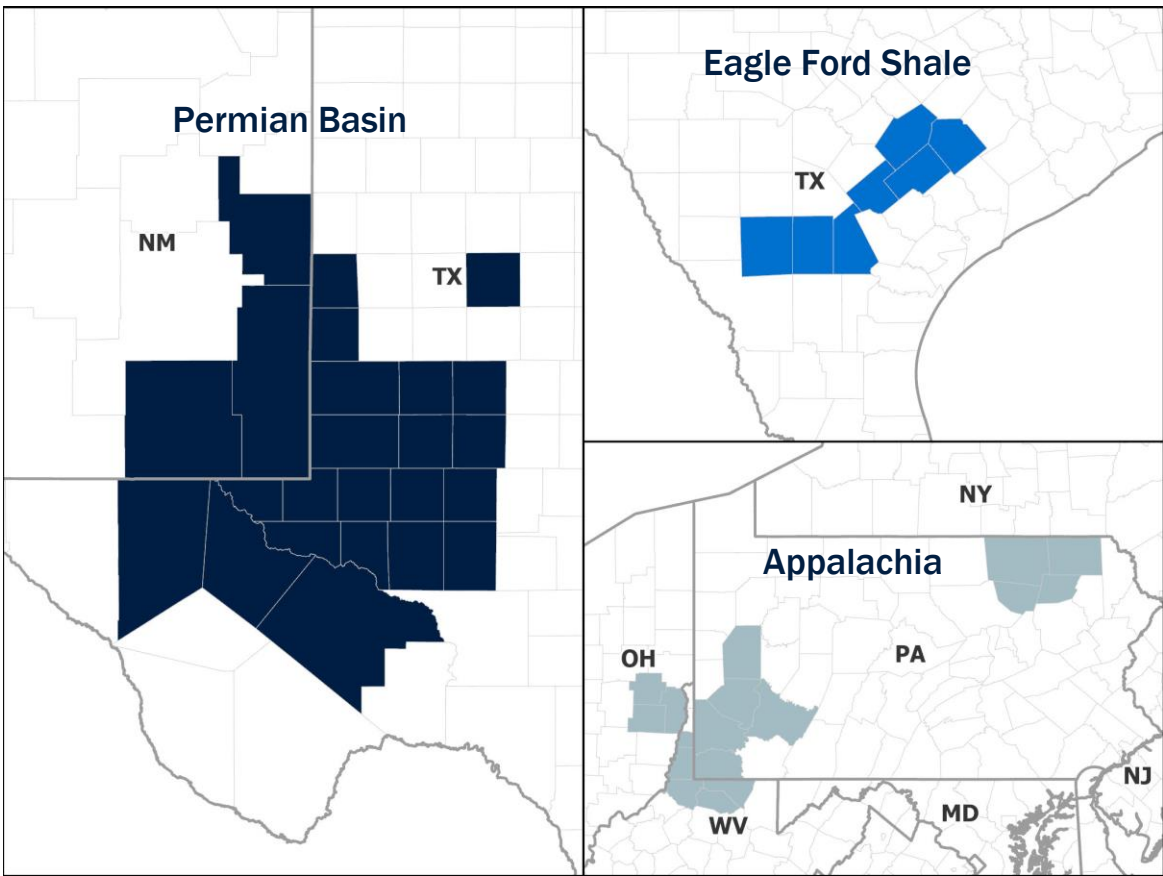 Permian Basin
NM
TX
Eagle Ford Shale
TX
NY
Appalachia
OH
PA
NJ
MD
WV